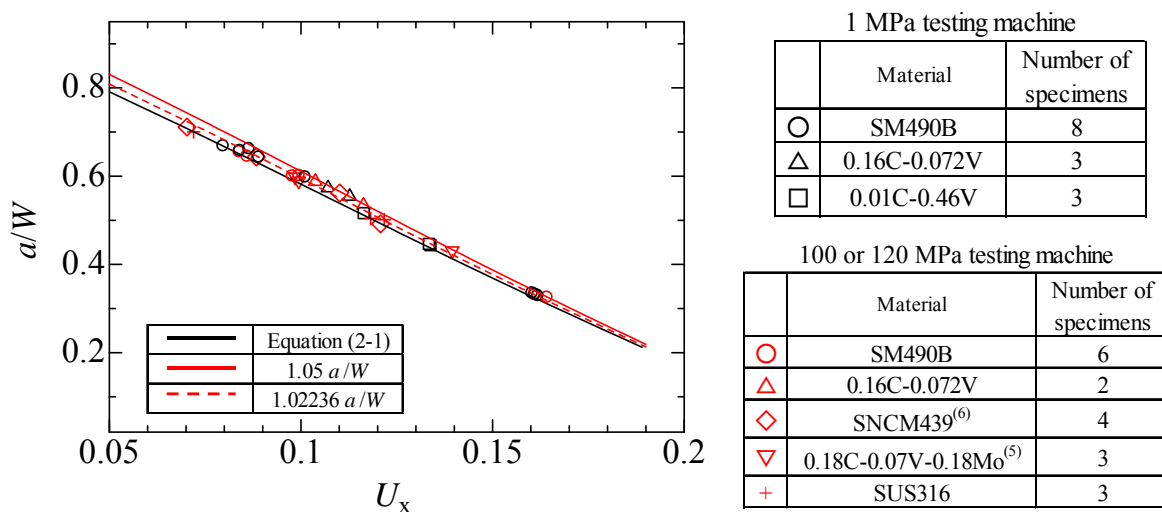 0.8
0.6
0.4
0.2
a/W
0.05
0.1
0.15
0.2
Uₓ
Equation (2-1)
1.05 a/W
1.02236 a/W
1 MPa testing machine
Material
Number of
specimens
SM490B 8
0.16C-0.072V 3
0.01C-0.46V 3
100 or 120 MPa testing machine
Material
Number of
specimens
SM490B 6
0.16C-0.072V 2
SNCM439⁽⁶⁾ 4
0.18C-0.07V-0.18Mo⁽⁵⁾ 3
SUS316 3